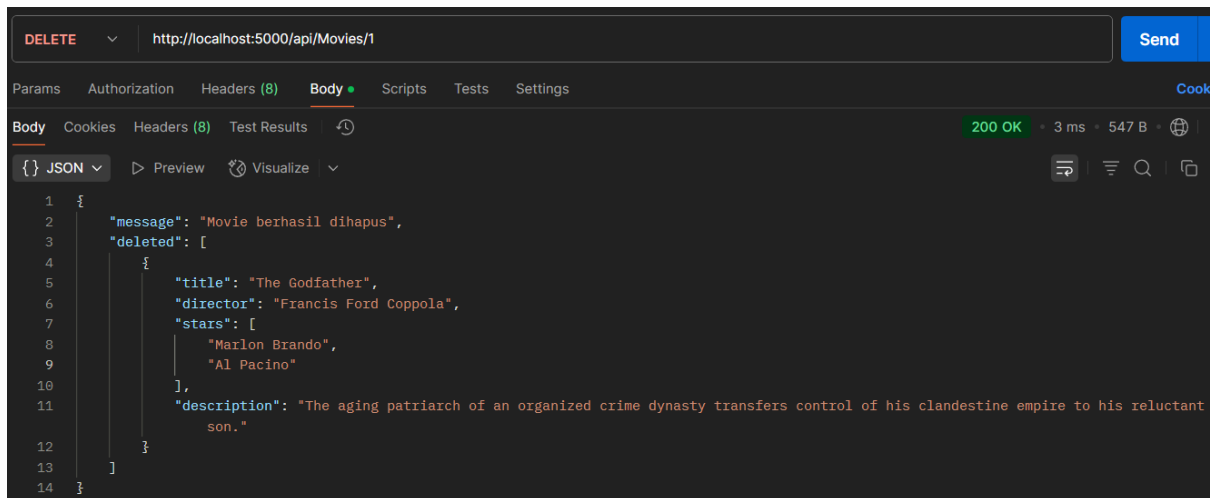 DELETE http://localhost:5000/api/Movies/1 Send
Params Authorization Headers (8) Body Scripts Tests Settings Cook
Body Cookies Headers (8) Test Results 200 OK • 3 ms • 547 B
{} JSON Preview Visualize
1 {
2 "message": "Movie berhasil dihapus",
3 "deleted": [
4 {
5 "title": "The Godfather",
6 "director": "Francis Ford Coppola",
7 "stars": [
8 "Marlon Brando",
9 "Al Pacino"
10 ],
11 "description": "The aging patriarch of an organized crime dynasty transfers control of his clandestine empire to his reluctant
son."
12 }
13 ]
14 }